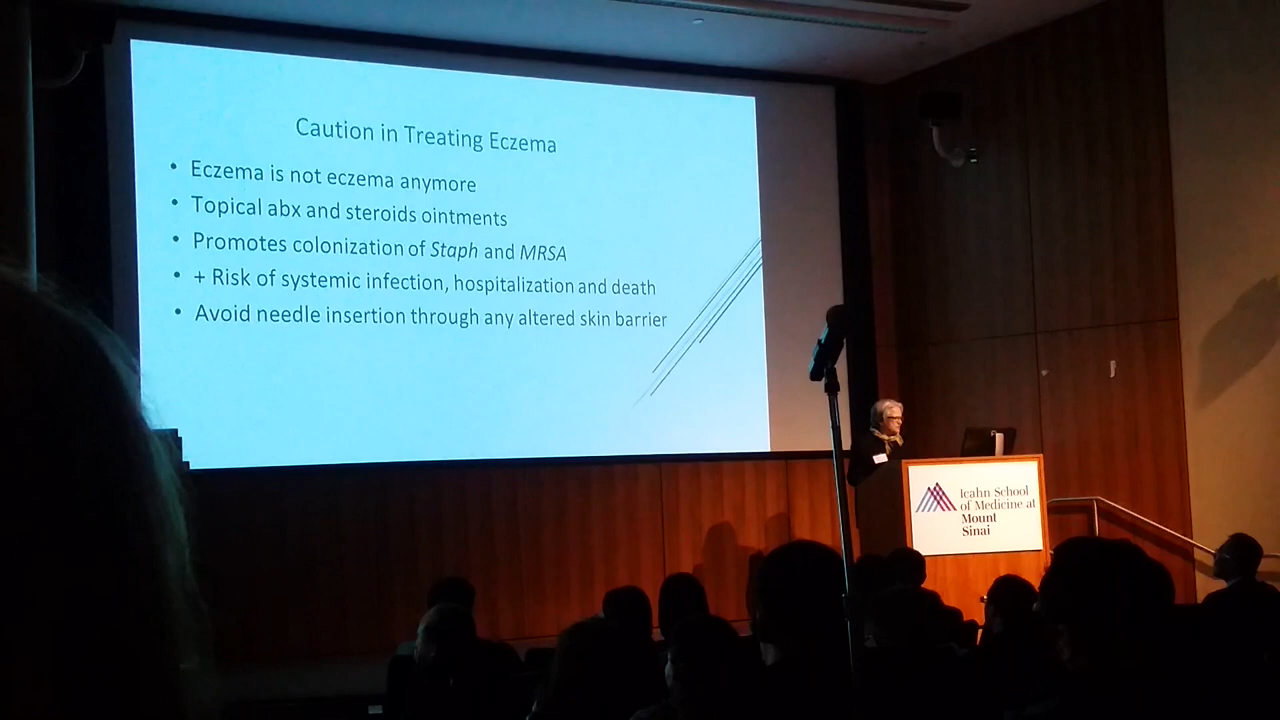 Caution in Treating Eczema
• Eczema is not eczema anymore
• Topical abx and steroids ointments
• Promotes colonization of Staph and MRSA
• + Risk of systemic infection, hospitalization and death
• Avoid needle insertion through any altered skin barrier
Icahn School
of Medicine at
Mount
Sinai